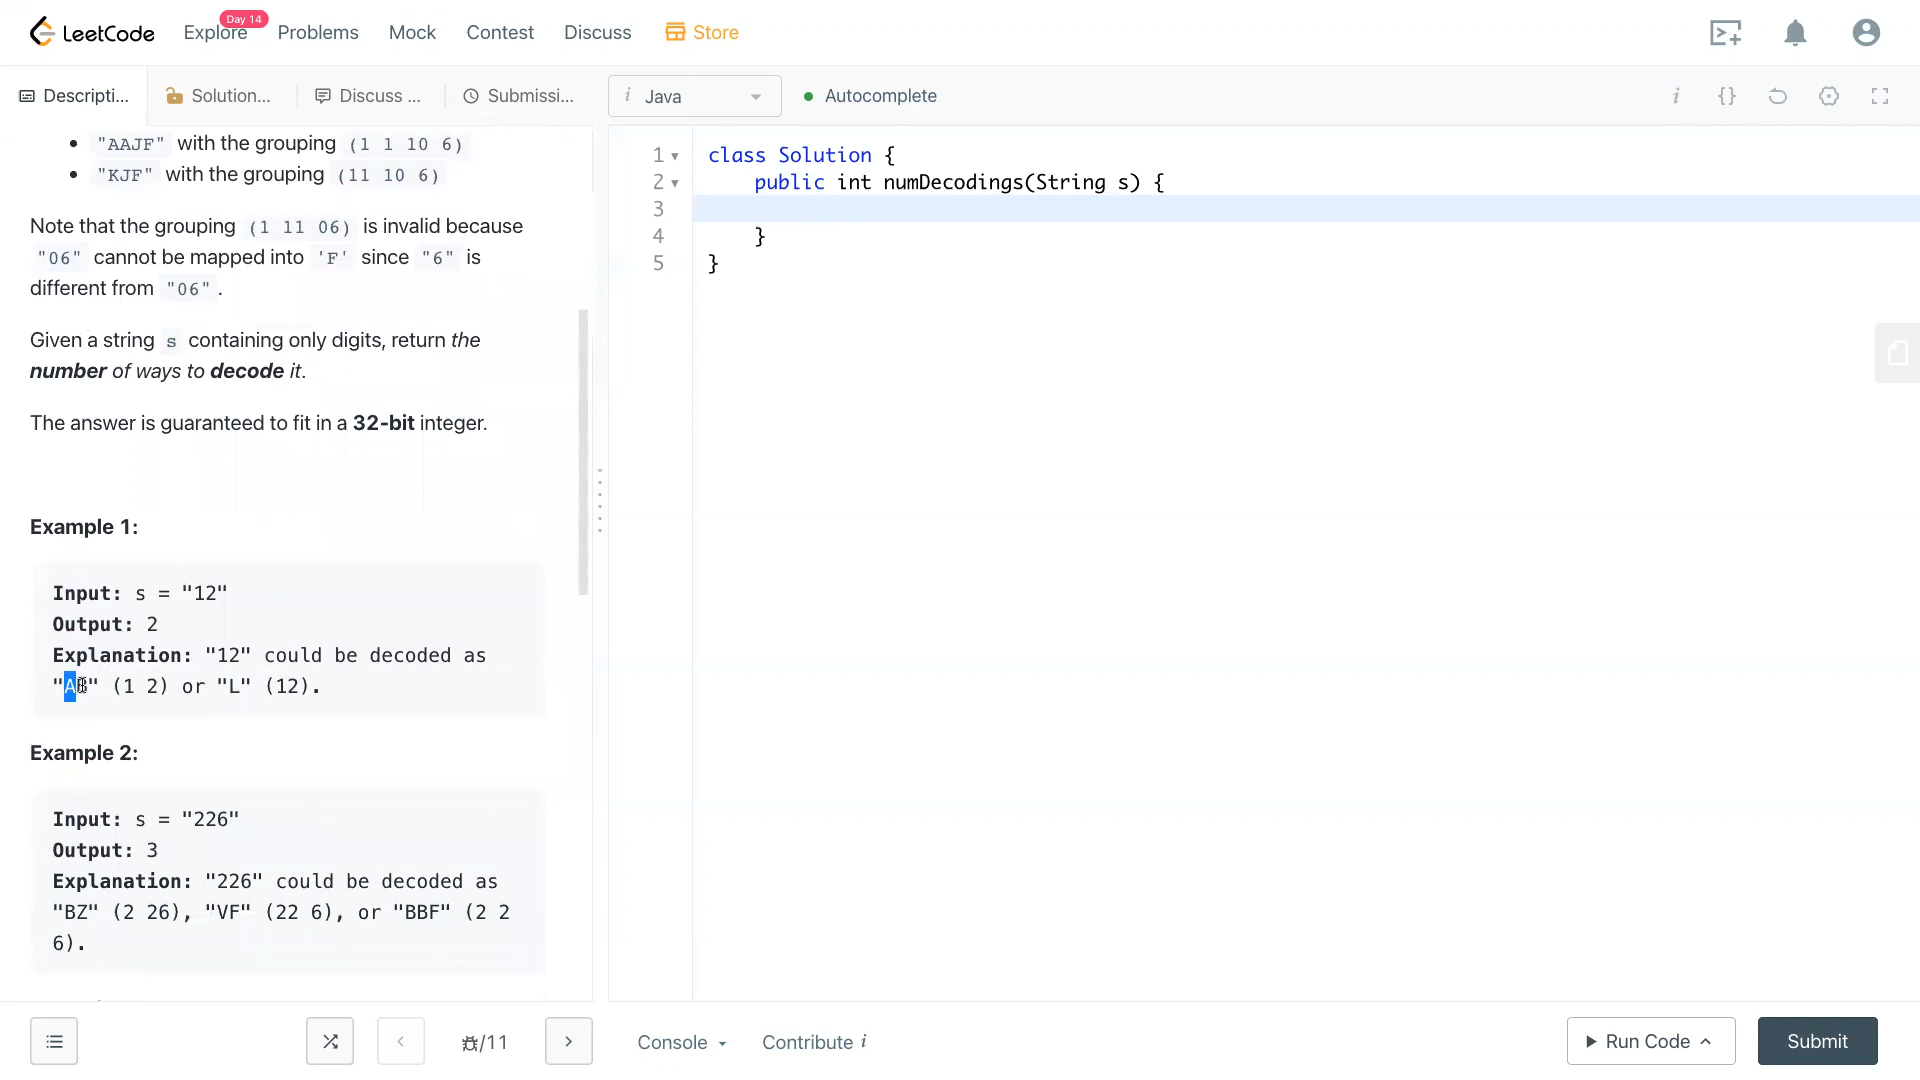 LeetCode Explore Day 14 Problems Mock Contest Discuss Store
Descripti... Solution... Discuss ... Submissi... i Java Autocomplete i {}
"AAJF" with the grouping (1 1 10 6)
"KJF" with the grouping (11 10 6)
Note that the grouping (1 11 06) is invalid because
"06" cannot be mapped into 'F' since "6" is
different from "06".
Given a string s containing only digits, return the
number of ways to decode it.
The answer is guaranteed to fit in a 32-bit integer.
Example 1:
Input: s = "12"
Output: 2
Explanation: "12" could be decoded as
"AB" (1 2) or "L" (12).
Example 2:
Input: s = "226"
Output: 3
Explanation: "226" could be decoded as
"BZ" (2 26), "VF" (22 6), or "BBF" (2 2
6).
1 class Solution {
2 public int numDecodings(String s) {
3
4 }
5 }
/11 Console Contribute i Run Code Submit